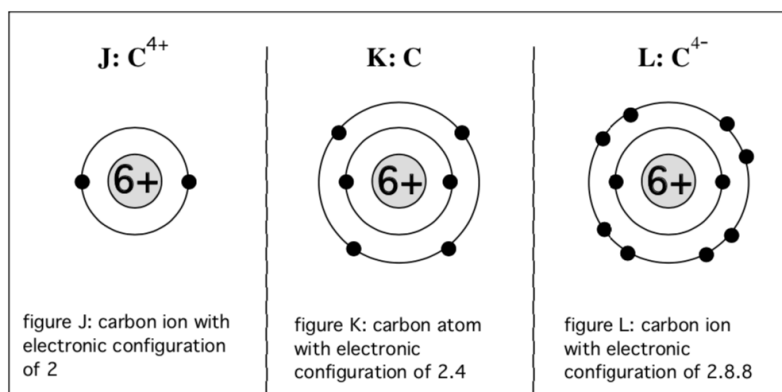 J: C⁴⁺
K: C
L: C⁴⁻
6+
6+
6+
figure J: carbon ion with
electronic configuration
of 2
figure K: carbon atom
with electronic
configuration of 2.4
figure L: carbon ion
with electronic
configuration of 2.8.8